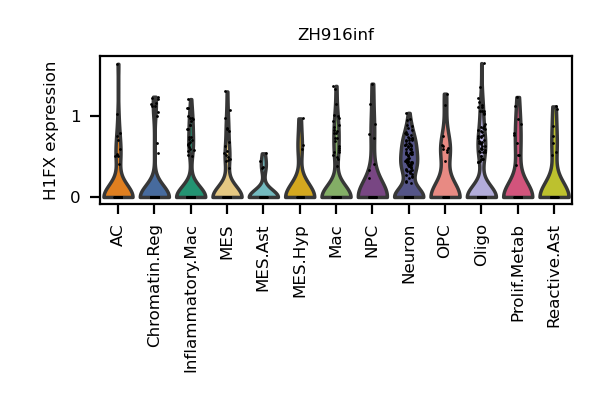 ZH916inf
H1FX expression
1
0
AC
Chromatin.Reg
Inflammatory.Mac
MES
MES.Ast
MES.Hyp
Mac
NPC
Neuron
OPC
Oligo
Prolif.Metab
Reactive.Ast